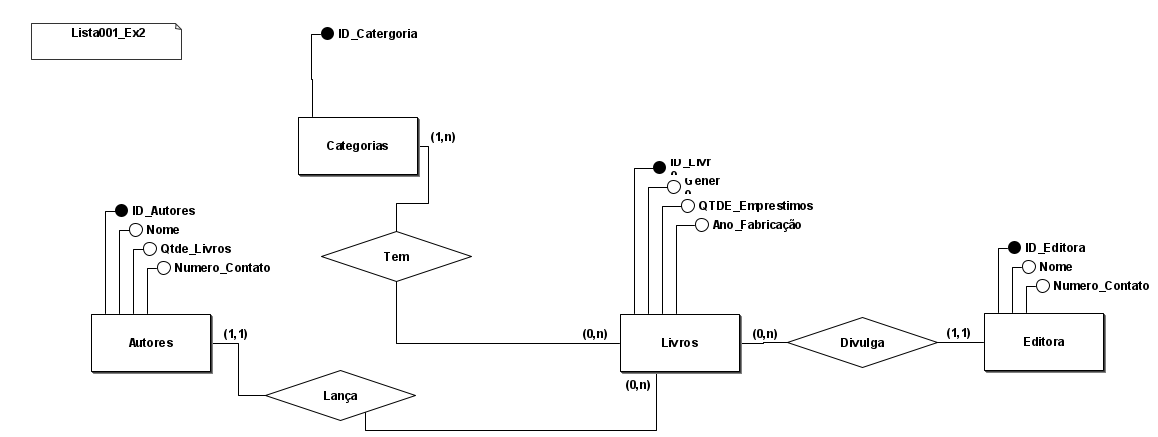 Lista001_Ex2
ID_Catergoria
Categorias
(1,n)
ID_Livr
o
Gener
o
QTDE_Emprestimos
Ano_Fabricação
ID_Autores
Nome
Qtde_Livros
Numero_Contato
Tem
ID_Editora
Nome
Numero_Contato
Autores
(1,1)
(0,n)
Livros
(0,n)
Divulga
(1,1)
Editora
(0,n)
Lança